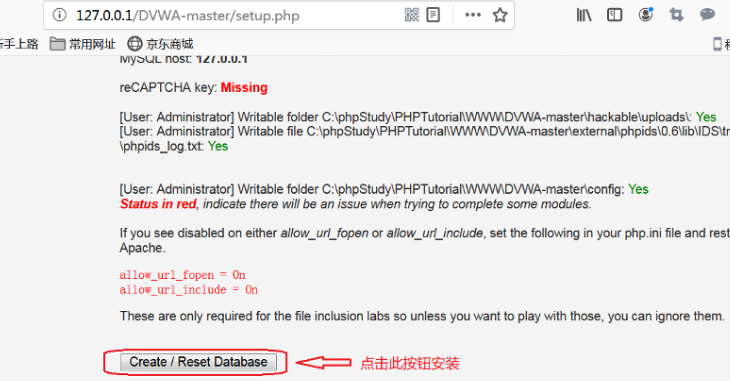 127.0.0.1/DVWA-master/setup.php
新手上路 常用网址 京东商城
MySQL host: 127.0.0.1
reCAPTCHA key: Missing
[User: Administrator] Writable folder C:\phpStudy\PHPTutorial\WWW\DVWA-master\hackable\uploads\: Yes
[User: Administrator] Writable file C:\phpStudy\PHPTutorial\WWW\DVWA-master\external\phpids\0.6\lib\IDS\t
\phpids_log.txt: Yes
[User: Administrator] Writable folder C:\phpStudy\PHPTutorial\WWW\DVWA-master\config: Yes
Status in red, indicate there will be an issue when trying to complete some modules.
If you see disabled on either allow_url_fopen or allow_url_include, set the following in your php.ini file and rest
Apache.
allow_url_fopen = On
allow_url_include = On
These are only required for the file inclusion labs so unless you want to play with those, you can ignore them.
Create / Reset Database 点击此按钮安装